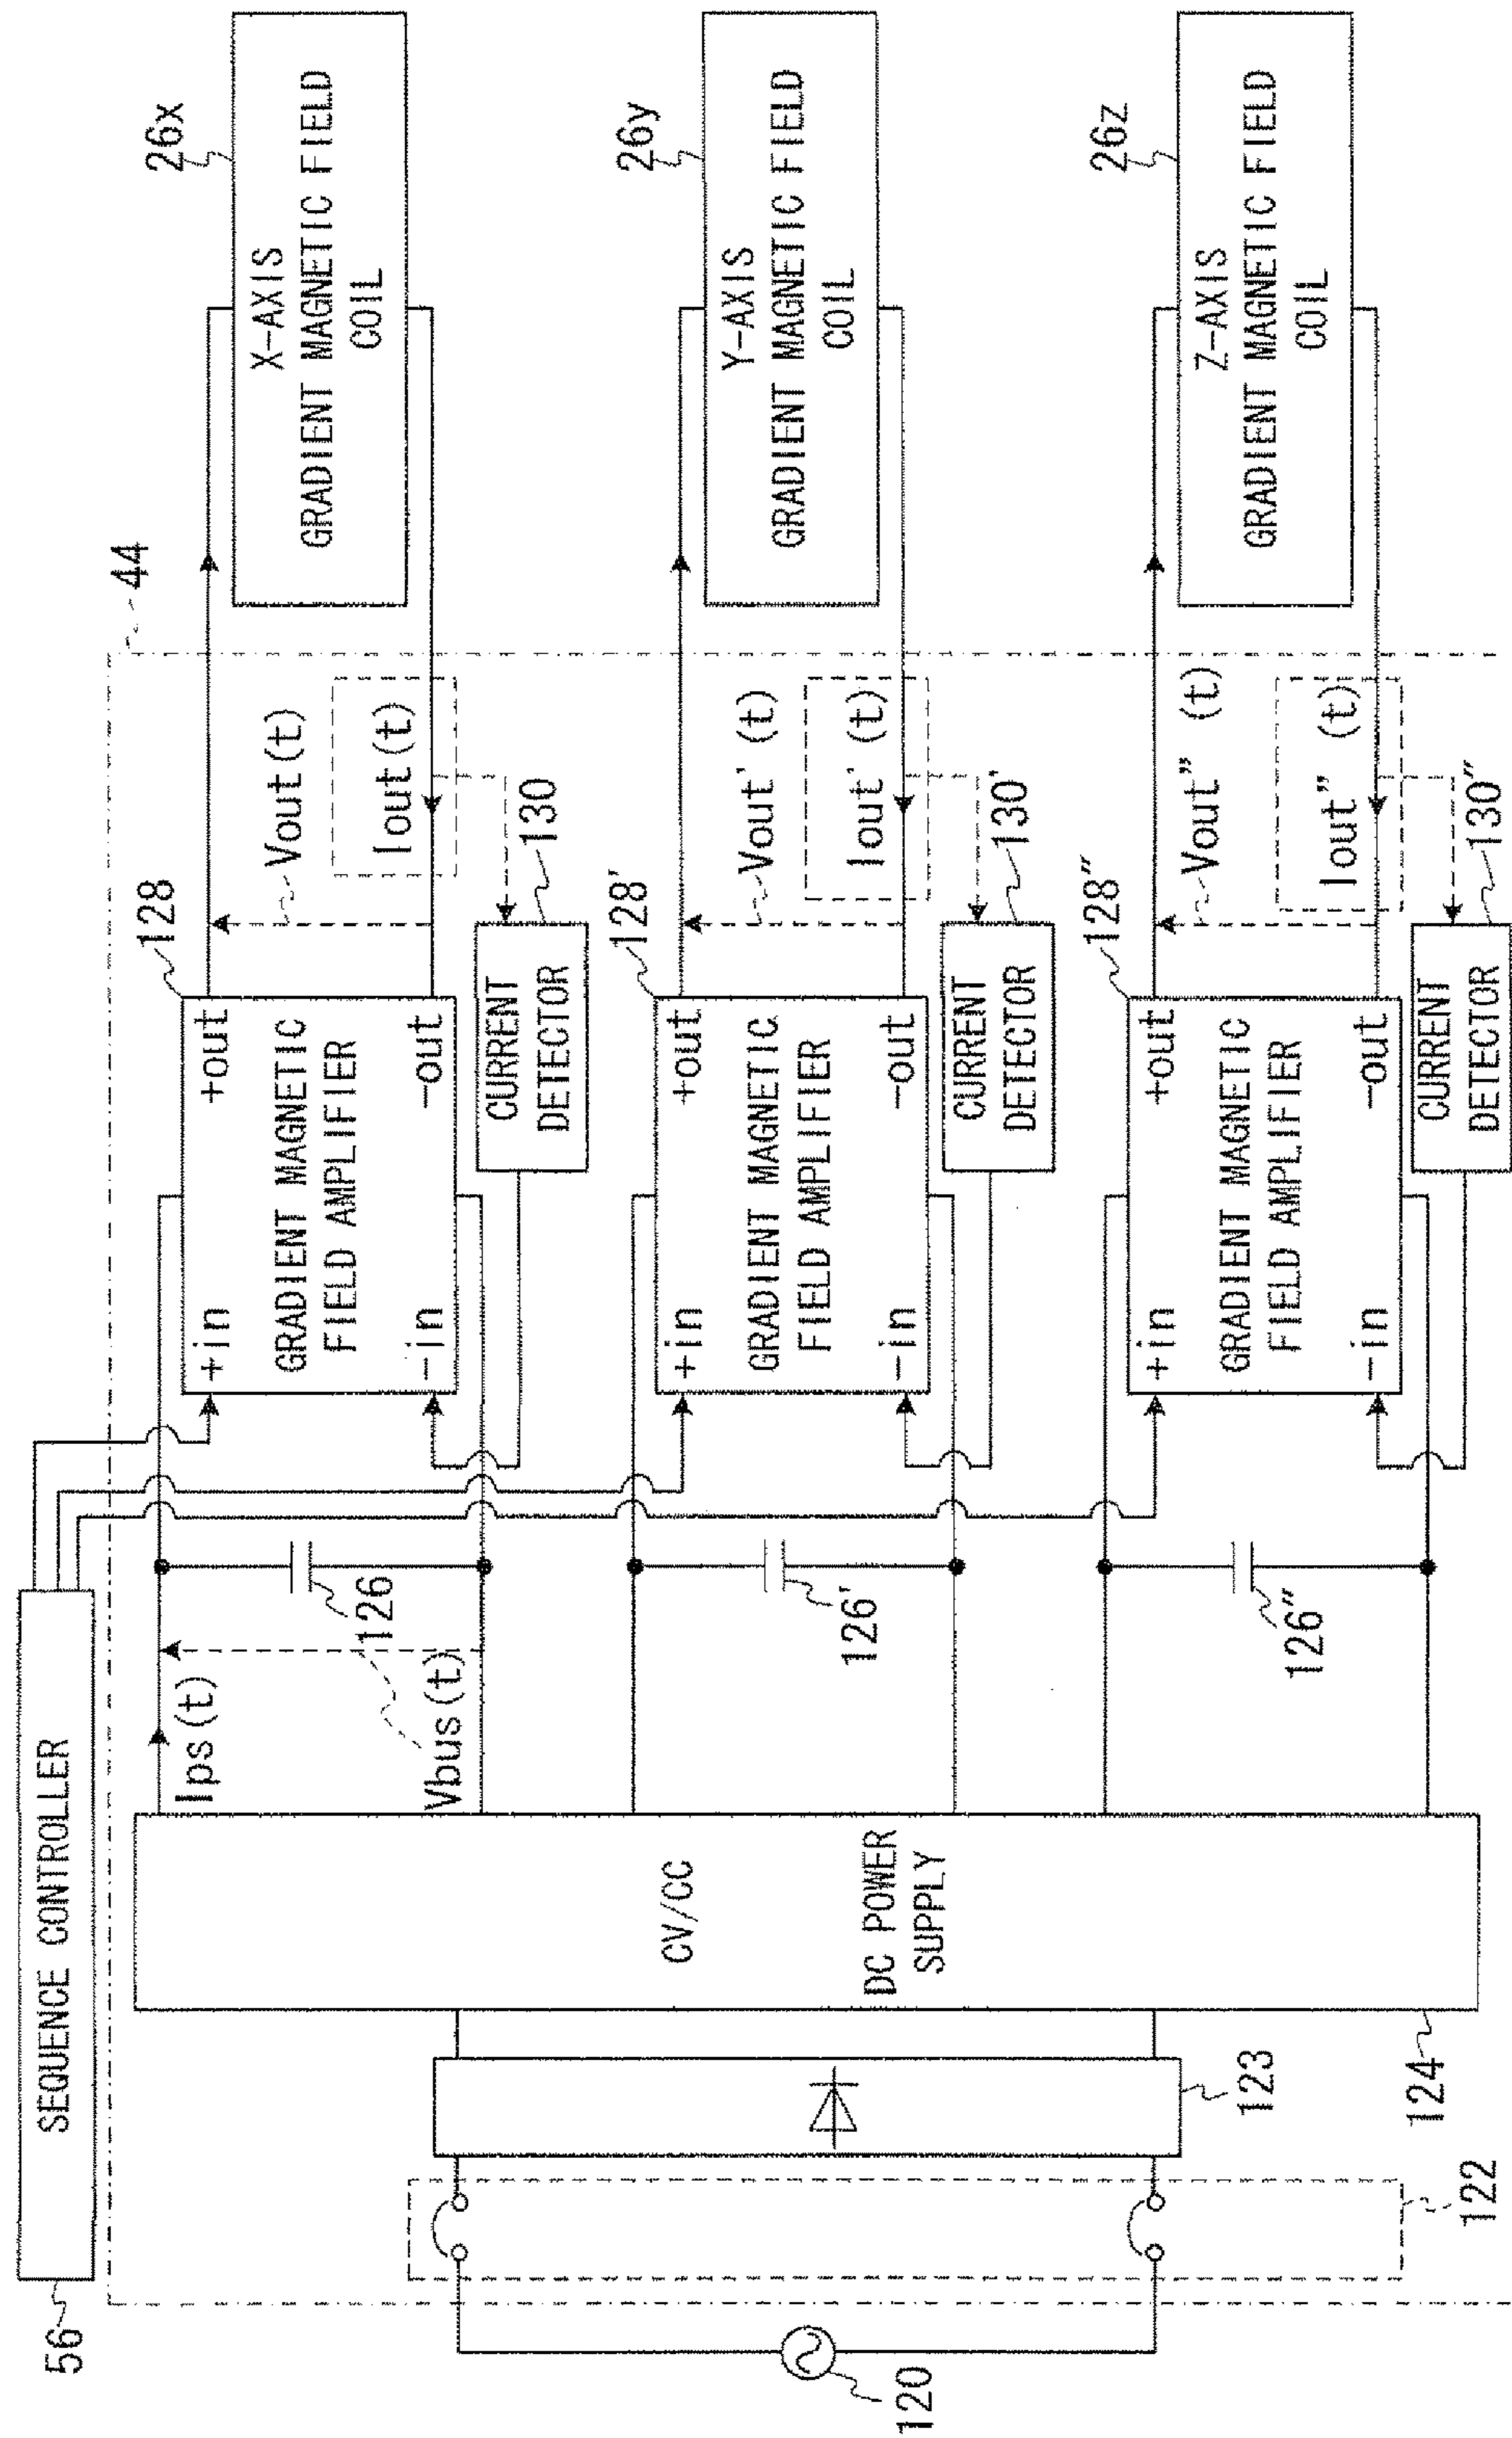 SEQUENCE CONTROLLER
56
44
120
122
123
CV/CC
DC POWER
SUPPLY
124
Ips(t)
Vbus(t)
126
+in
+out
GRADIENT MAGNETIC
FIELD AMPLIFIER
-in
-out
128
CURRENT
DETECTOR
130
Vout(t)
Iout(t)
X-AXIS
GRADIENT MAGNETIC FIELD
COIL
26x
126'
+in
+out
GRADIENT MAGNETIC
FIELD AMPLIFIER
-in
-out
128'
CURRENT
DETECTOR
130'
Vout' (t)
Iout' (t)
Y-AXIS
GRADIENT MAGNETIC FIELD
COIL
26y
126"
+in
+out
GRADIENT MAGNETIC
FIELD AMPLIFIER
-in
-out
128"
CURRENT
DETECTOR
130"
Vout" (t)
Iout" (t)
Z-AXIS
GRADIENT MAGNETIC FIELD
COIL
26z